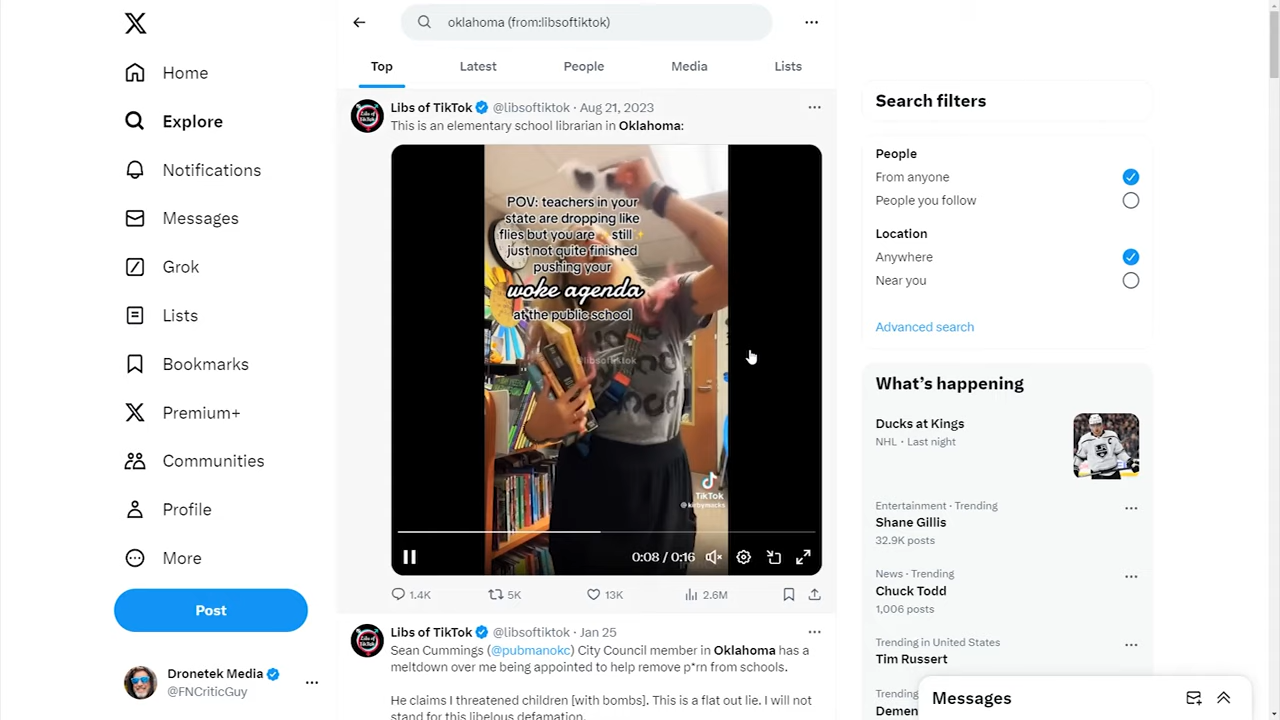 X
oklahoma (from:libsoftiktok)
Home
Explore
Notifications
Messages
Grok
Lists
Bookmarks
Premium+
Communities
Profile
More
Post
Dronetek Media
@FNCriticGuy
Top
Latest
People
Media
Lists
Libs of TikTok @libsoftiktok · Aug 21, 2023
This is an elementary school librarian in Oklahoma:
POV: teachers in your
state are dropping like
flies but you are ✨still✨
just not quite finished
pushing your
woke agenda
at the public school
@libsoftiktok
TikTok
@kirbymacks
0:08 / 0:16
1.4K
5K
13K
2.6M
Libs of TikTok @libsoftiktok · Jan 25
Sean Cummings (@pubmanokc) City Council member in Oklahoma has a
meltdown over me being appointed to help remove p*rn from schools.
He claims I threatened children [with bombs]. This is a flat out lie. I will not
stand for this libelous defamation.
Search filters
People
From anyone
People you follow
Location
Anywhere
Near you
Advanced search
What's happening
Ducks at Kings
NHL · Last night
Entertainment · Trending
Shane Gillis
32.9K posts
News · Trending
Chuck Todd
1,006 posts
Trending in United States
Tim Russert
Trending
Messages